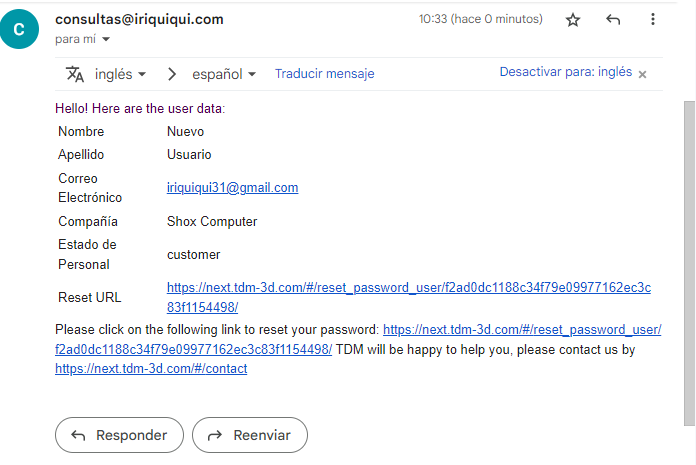 C
consultas@iriquiqui.com 10:33 (hace 0 minutos)
para mí
inglés español Traducir mensaje Desactivar para: inglés
Hello! Here are the user data:
Nombre Nuevo
Apellido Usuario
Correo
Electrónico iriquiqui31@gmail.com
Compañía Shox Computer
Estado de
Personal customer
Reset URL https://next.tdm-3d.com/#/reset_password_user/f2ad0dc1188c34f79e09977162ec3c
83f1154498/
Please click on the following link to reset your password: https://next.tdm-3d.com/#/reset_password_user/
f2ad0dc1188c34f79e09977162ec3c83f1154498/ TDM will be happy to help you, please contact us by
https://next.tdm-3d.com/#/contact
Responder Reenviar